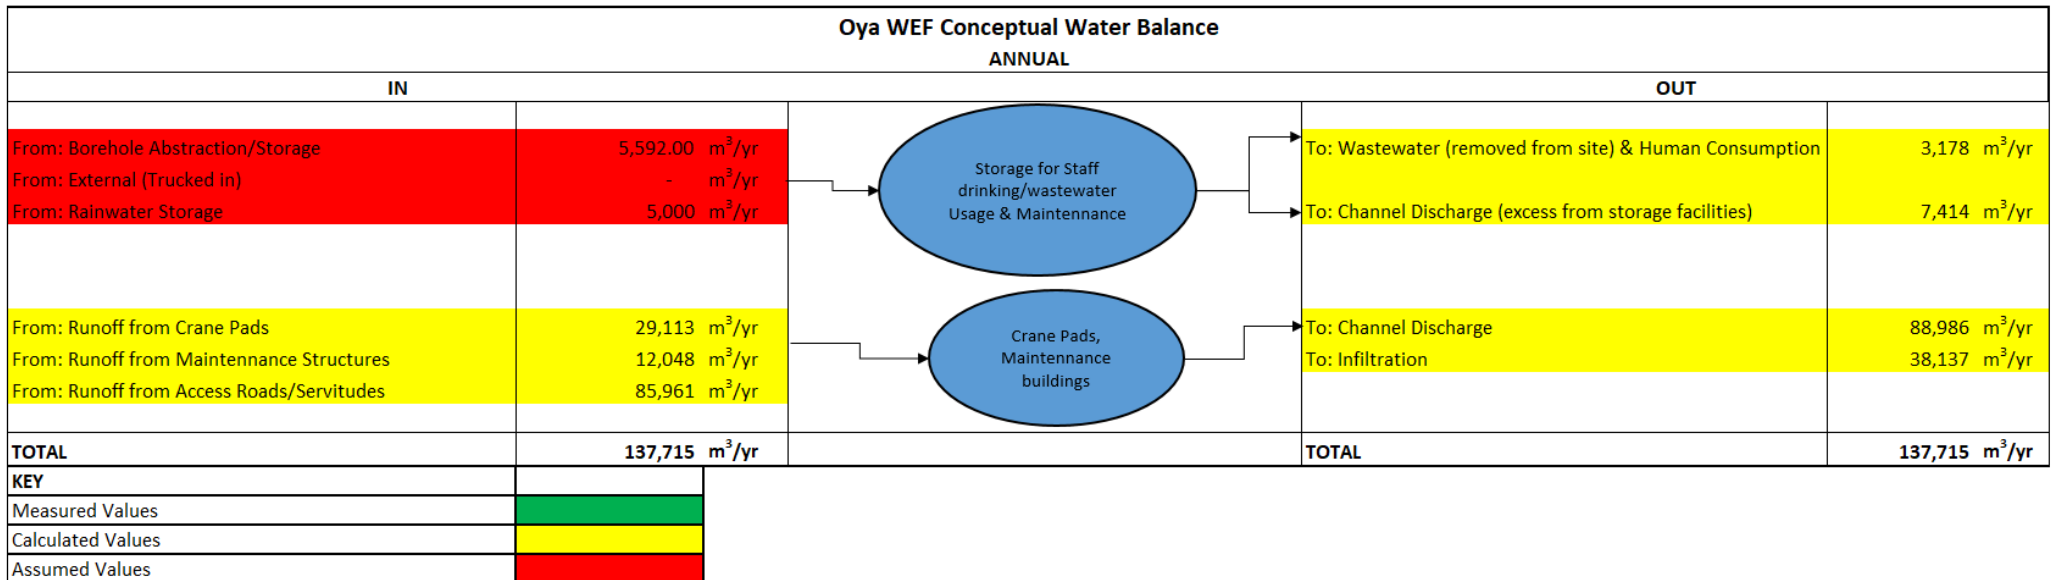 Oya WEF Conceptual Water Balance
ANNUAL
IN OUT
From: Borehole Abstraction/Storage 5,592.00 m³/yr
From: External (Trucked in) - m³/yr
From: Rainwater Storage 5,000 m³/yr
Storage for Staff
drinking/wastewater
Usage & Maintennance
To: Wastewater (removed from site) & Human Consumption 3,178 m³/yr
To: Channel Discharge (excess from storage facilities) 7,414 m³/yr
From: Runoff from Crane Pads 29,113 m³/yr
From: Runoff from Maintennance Structures 12,048 m³/yr
From: Runoff from Access Roads/Servitudes 85,961 m³/yr
Crane Pads,
Maintennance
buildings
To: Channel Discharge 88,986 m³/yr
To: Infiltration 38,137 m³/yr
TOTAL 137,715 m³/yr TOTAL 137,715 m³/yr
KEY
Measured Values
Calculated Values
Assumed Values